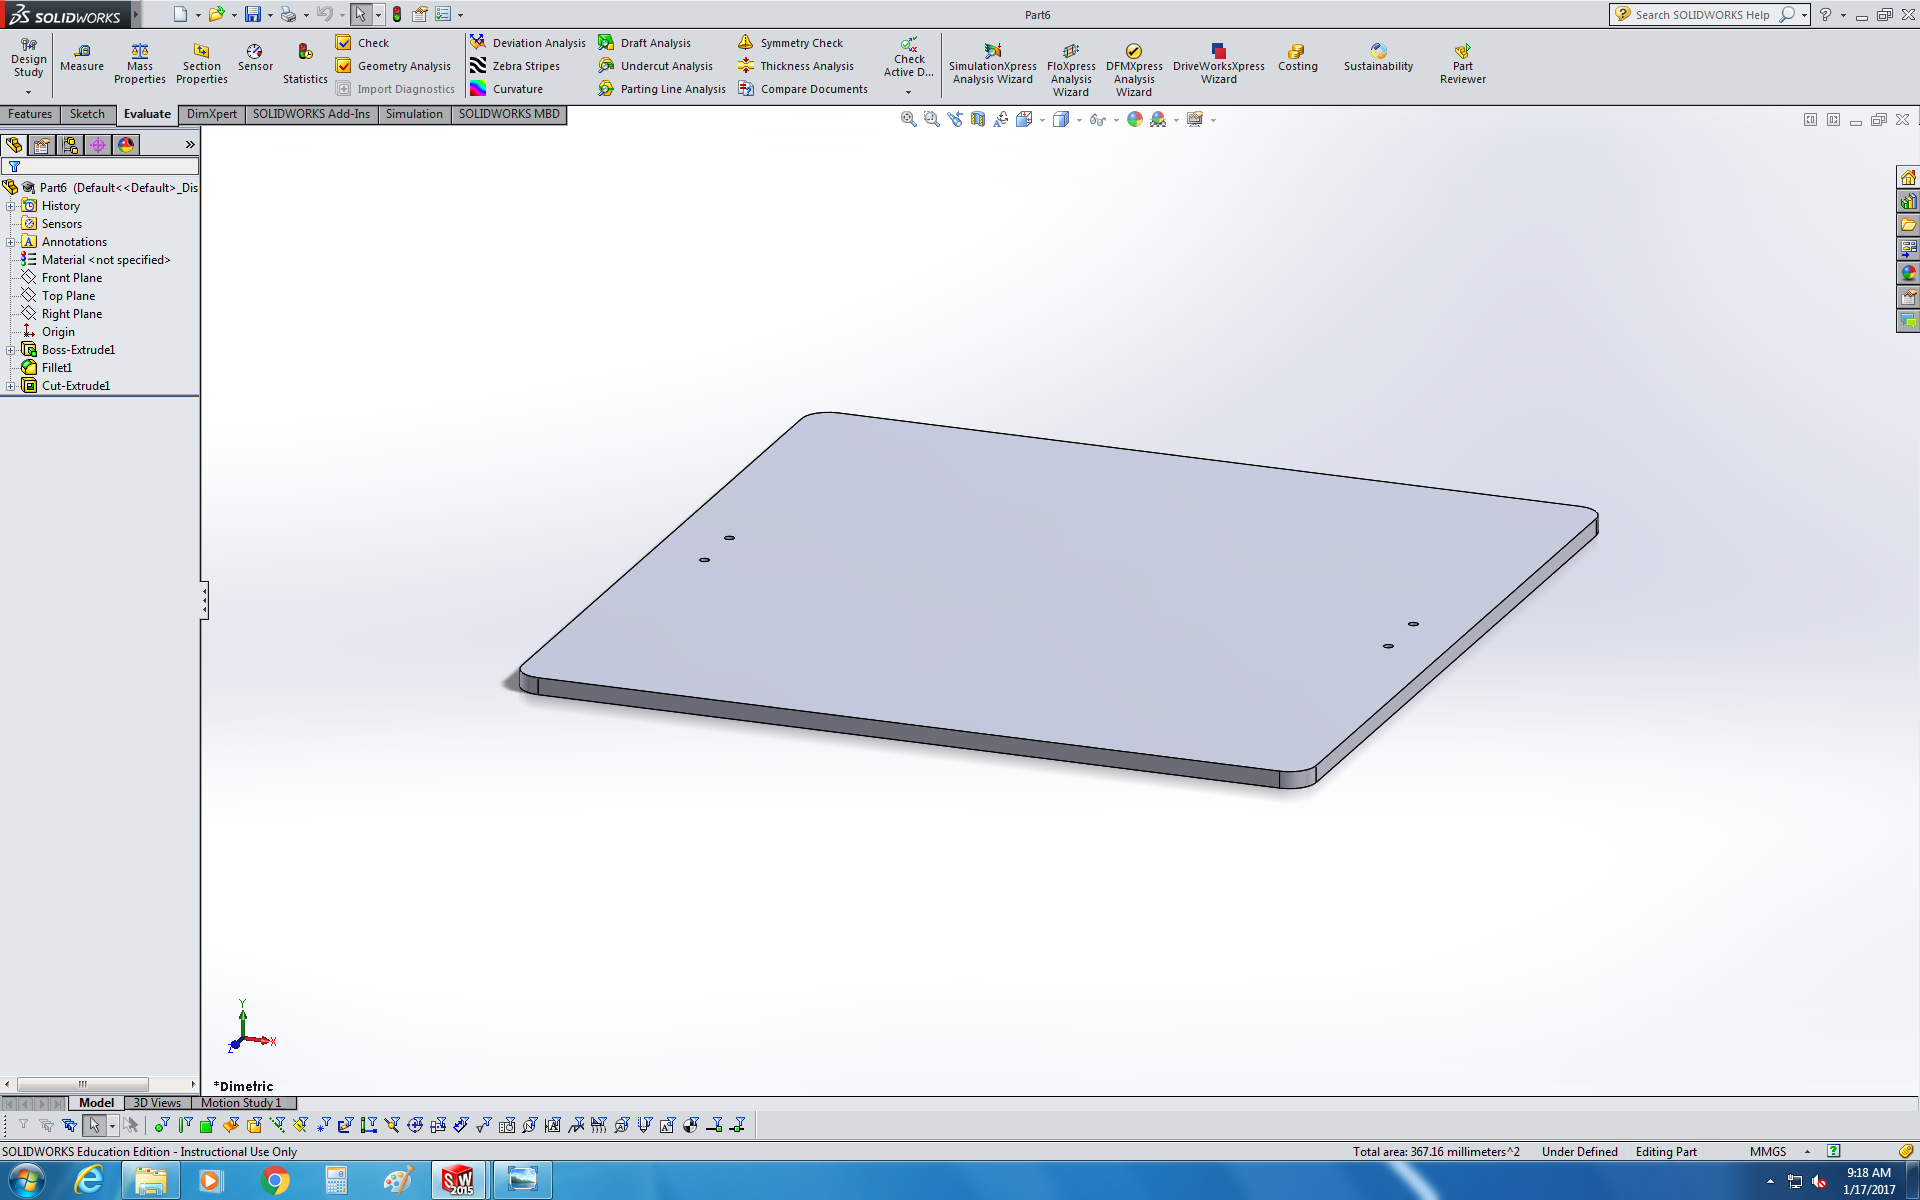 SOLIDWORKS
Part6
Search SOLIDWORKS Help
Design Study
Measure
Mass Properties
Section Properties
Sensor
Statistics
Check
Geometry Analysis
Import Diagnostics
Deviation Analysis
Zebra Stripes
Curvature
Draft Analysis
Undercut Analysis
Parting Line Analysis
Symmetry Check
Thickness Analysis
Compare Documents
Check Active D...
SimulationXpress Analysis Wizard
FloXpress Analysis Wizard
DFMXpress Analysis Wizard
DriveWorksXpress Wizard
Costing
Sustainability
Part Reviewer
Features Sketch Evaluate DimXpert SOLIDWORKS Add-Ins Simulation SOLIDWORKS MBD
Part6 (Default<<Default>_Dis
History
Sensors
Annotations
Material <not specified>
Front Plane
Top Plane
Right Plane
Origin
Boss-Extrude1
Fillet1
Cut-Extrude1
Y
X
Z
*Dimetric
Model 3D Views Motion Study 1
SOLIDWORKS Education Edition - Instructional Use Only
Total area: 367.16 millimeters^2 Under Defined Editing Part MMGS
SW
2015
9:18 AM
1/17/2017